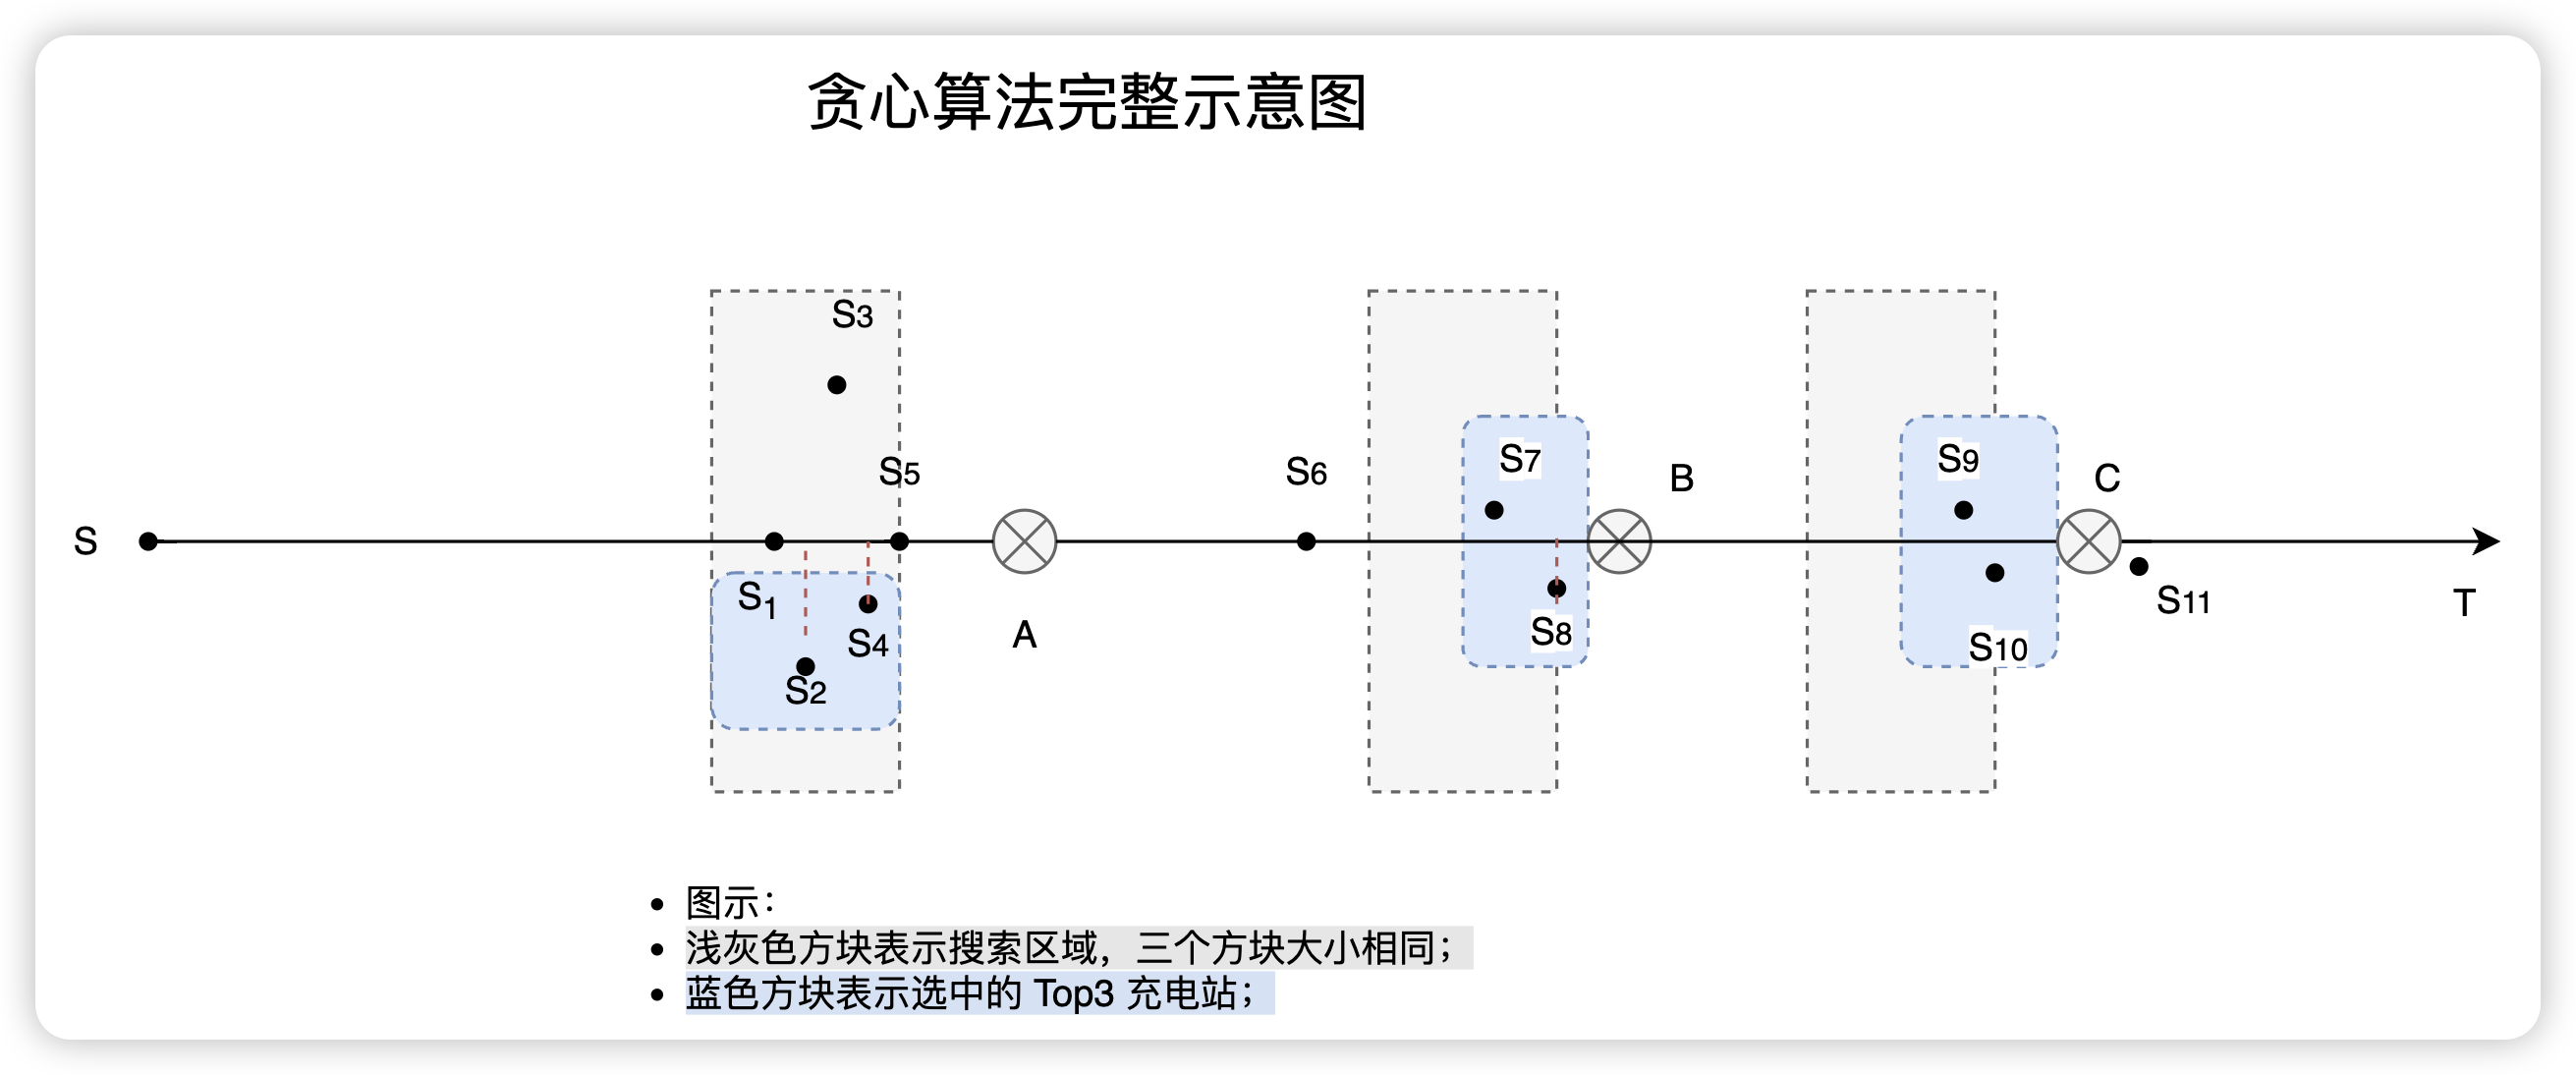 贪心算法完整示意图
S3
S5
S6
S7
B
S9
C
S
S1
S4
A
S8
S10
S11
T
S2
图示：
浅灰色方块表示搜索区域，三个方块大小相同；
蓝色方块表示选中的 Top3 充电站；